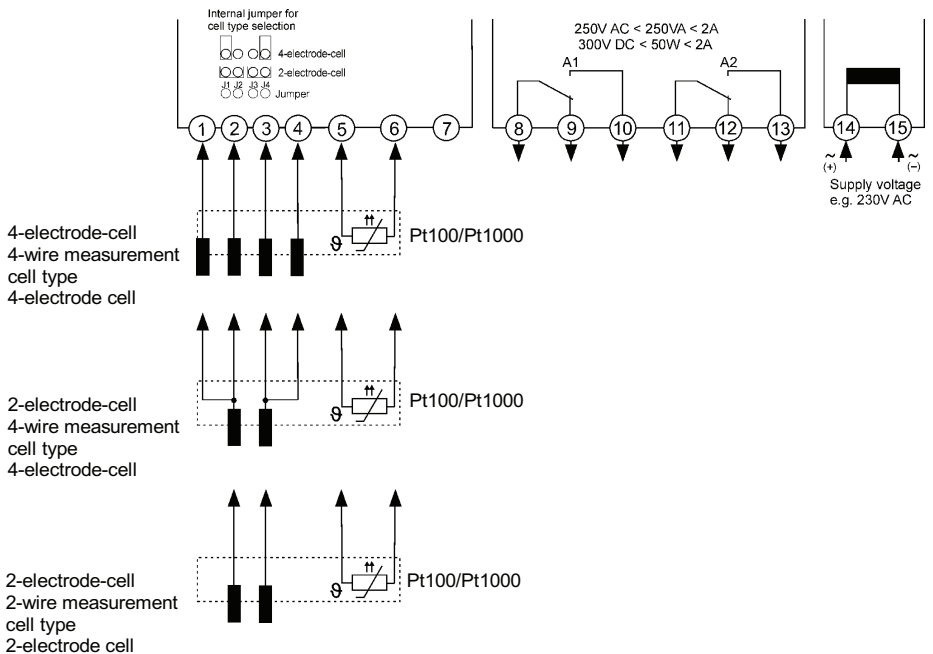 Internal jumper for
cell type selection
4-electrode-cell
2-electrode-cell
J1 J2 J3 J4
Jumper
250V AC < 250VA < 2A
300V DC < 50W < 2A
A1
A2
1 2 3 4 5 6 7
8 9 10 11 12 13
14 15
~
(+)
~
(–)
Supply voltage
e.g. 230V AC
4-electrode-cell
4-wire measurement
cell type
4-electrode cell
ϑ
Pt100/Pt1000
2-electrode-cell
4-wire measurement
cell type
4-electrode-cell
ϑ
Pt100/Pt1000
2-electrode-cell
2-wire measurement
cell type
2-electrode cell
ϑ
Pt100/Pt1000